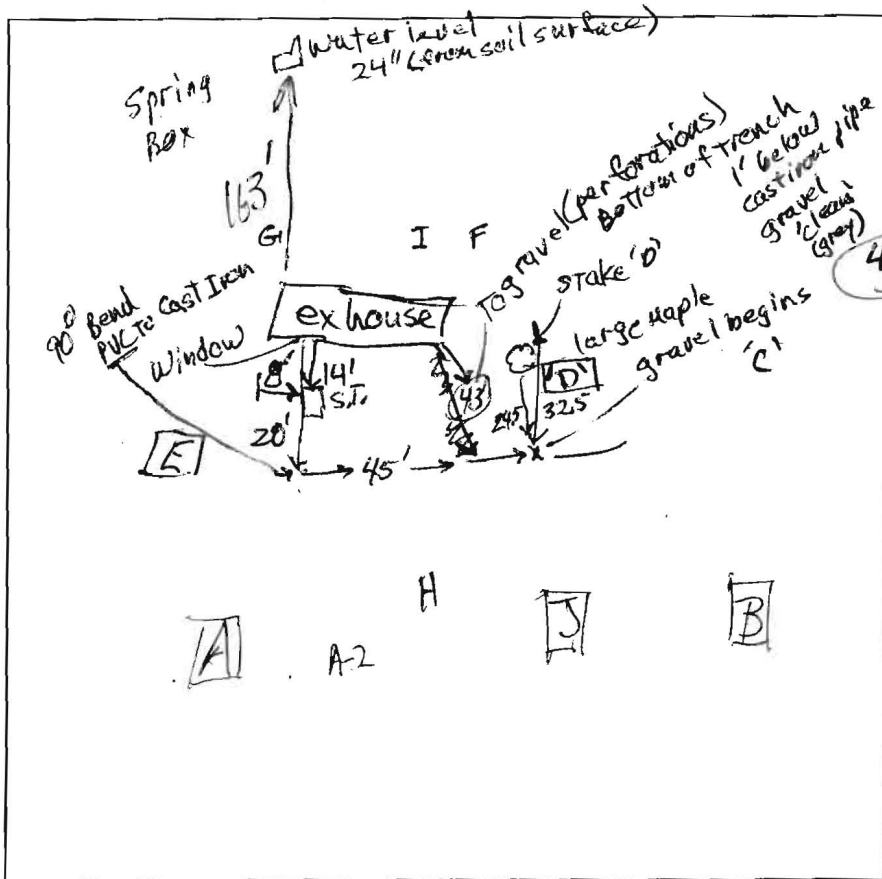 water level
24" (from soil surface)
Spring
Box
163'
G
I F
To gravel (perforations)
Bottom of Trench
1' below
cast iron pipe
gravel
'clean'
(grey)
4
90° Bend
PVC to Cast Iron
Window
ex house
STAKE 'D'
large Maple
'D'
gravel begins
'C'
8'
14'
S.T.
20'
43'
24.5
32.5
x
E
45'
H
A
A-2
J
B